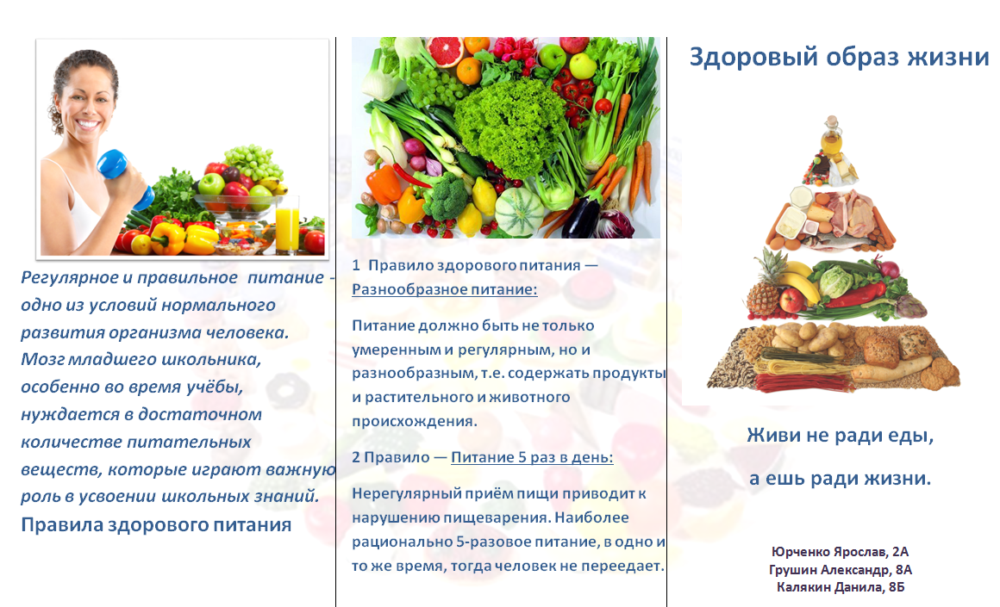 Регулярное и правильное питание -
одно из условий нормального
развития организма человека.
Мозг младшего школьника,
особенно во время учёбы,
нуждается в достаточном
количестве питательных
веществ, которые играют важную
роль в усвоении школьных знаний.
Правила здорового питания
1 Правило здорового питания —
Разнообразное питание:
Питание должно быть не только
умеренным и регулярным, но и
разнообразным, т.е. содержать продукты
и растительного и животного
происхождения.
2 Правило — Питание 5 раз в день:
Нерегулярный приём пищи приводит к
нарушению пищеварения. Наиболее
рационально 5-разовое питание, в одно и
то же время, тогда человек не переедает.
Здоровый образ жизни
Живи не ради еды,
а ешь ради жизни.
Юрченко Ярослав, 2А
Грушин Александр, 8А
Калякин Данила, 8Б